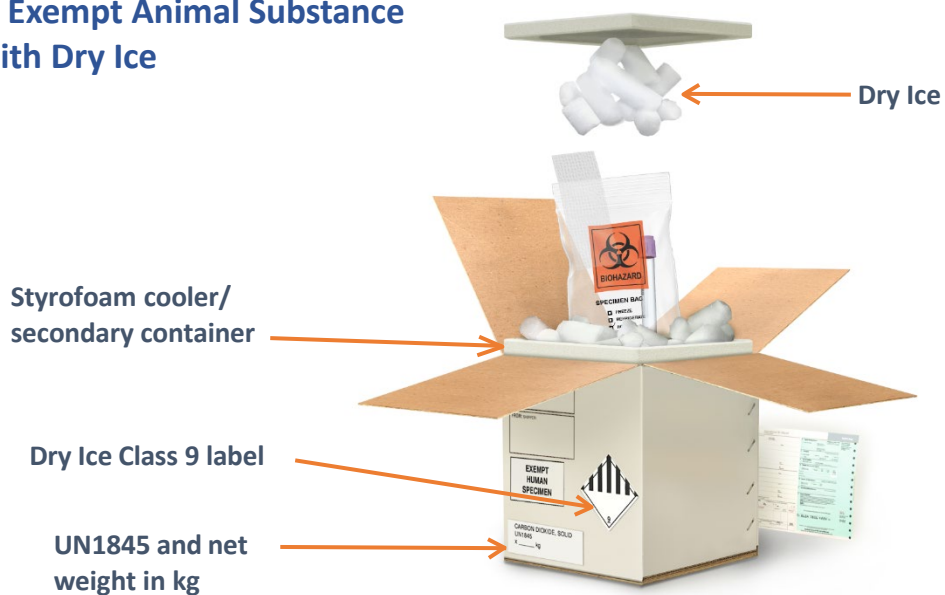 Exempt Animal Substance
ith Dry Ice
Dry Ice
BIOHAZARD
SPECIMEN BAG
Styrofoam cooler/
secondary container
Dry Ice Class 9 label
EXEMPT
HUMAN
SPECIMEN
9
CARBON DIOXIDE, SOLID
UN1845
X ____ kg
UN1845 and net
weight in kg